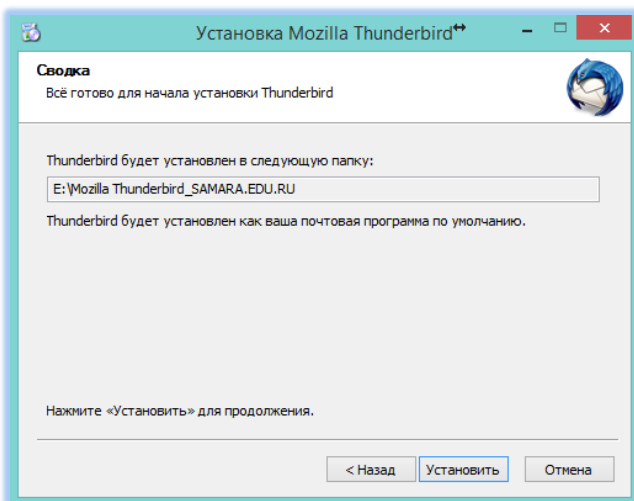 Установка Mozilla Thunderbird
Сводка
Всё готово для начала установки Thunderbird
Thunderbird будет установлен в следующую папку:
E:\Mozilla Thunderbird_SAMARA.EDU.RU
Thunderbird будет установлен как ваша почтовая программа по умолчанию.
Нажмите «Установить» для продолжения.
< Назад Установить Отмена